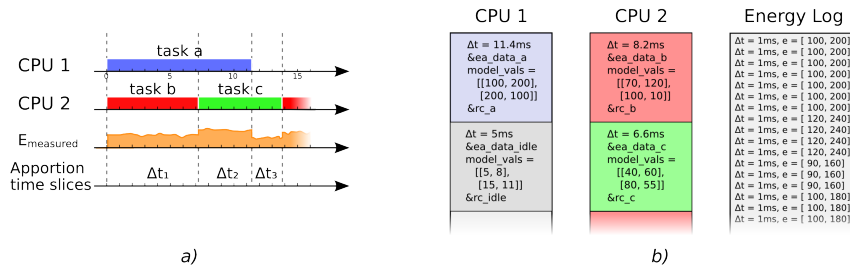 task a
CPU 1
0
5
10
15
task b
task c
CPU 2
Emeasured
Apportion
time slices
Δt₁
Δt₂
Δt₃
a)
CPU 1
Δt = 11.4ms
&ea_data_a
model_vals =
[[100, 200],
[200, 100]]
&rc_a
Δt = 5ms
&ea_data_idle
model_vals =
[[5, 8],
[15, 11]]
&rc_idle
CPU 2
Δt = 8.2ms
&ea_data_b
model_vals =
[[70, 120],
[100, 10]]
&rc_b
Δt = 6.6ms
&ea_data_c
model_vals =
[[40, 60],
[80, 55]]
&rc_c
Energy Log
Δt = 1ms, e = [ 100, 200]
Δt = 1ms, e = [ 100, 200]
Δt = 1ms, e = [ 100, 200]
Δt = 1ms, e = [ 100, 200]
Δt = 1ms, e = [ 100, 200]
Δt = 1ms, e = [ 100, 200]
Δt = 1ms, e = [ 100, 200]
Δt = 1ms, e = [ 120, 240]
Δt = 1ms, e = [ 120, 240]
Δt = 1ms, e = [ 120, 240]
Δt = 1ms, e = [ 120, 240]
Δt = 1ms, e = [ 90, 160]
Δt = 1ms, e = [ 90, 160]
Δt = 1ms, e = [ 90, 160]
Δt = 1ms, e = [ 100, 180]
Δt = 1ms, e = [ 100, 180]
Δt = 1ms, e = [ 100, 180]
b)